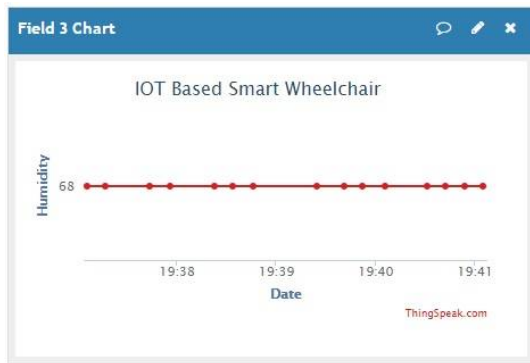 Field 3 Chart
IOT Based Smart Wheelchair
Humidity
68
19:38 19:39 19:40 19:41
Date
ThingSpeak.com